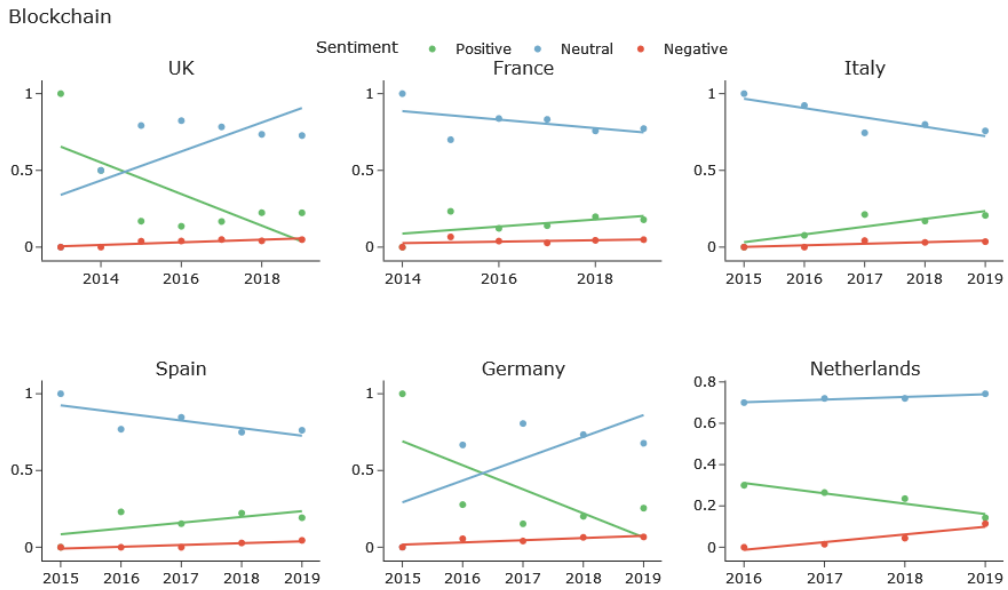 Blockchain
Sentiment Positive Neutral Negative
UK France Italy
1 1 1
0.5 0.5 0.5
0 0 0
2014 2016 2018 2014 2016 2018 2015 2016 2017 2018 2019
Spain Germany Netherlands
1 1 0.8
0.6
0.5 0.5 0.4
0.2
0 0 0
2015 2016 2017 2018 2019 2015 2016 2017 2018 2019 2016 2017 2018 2019